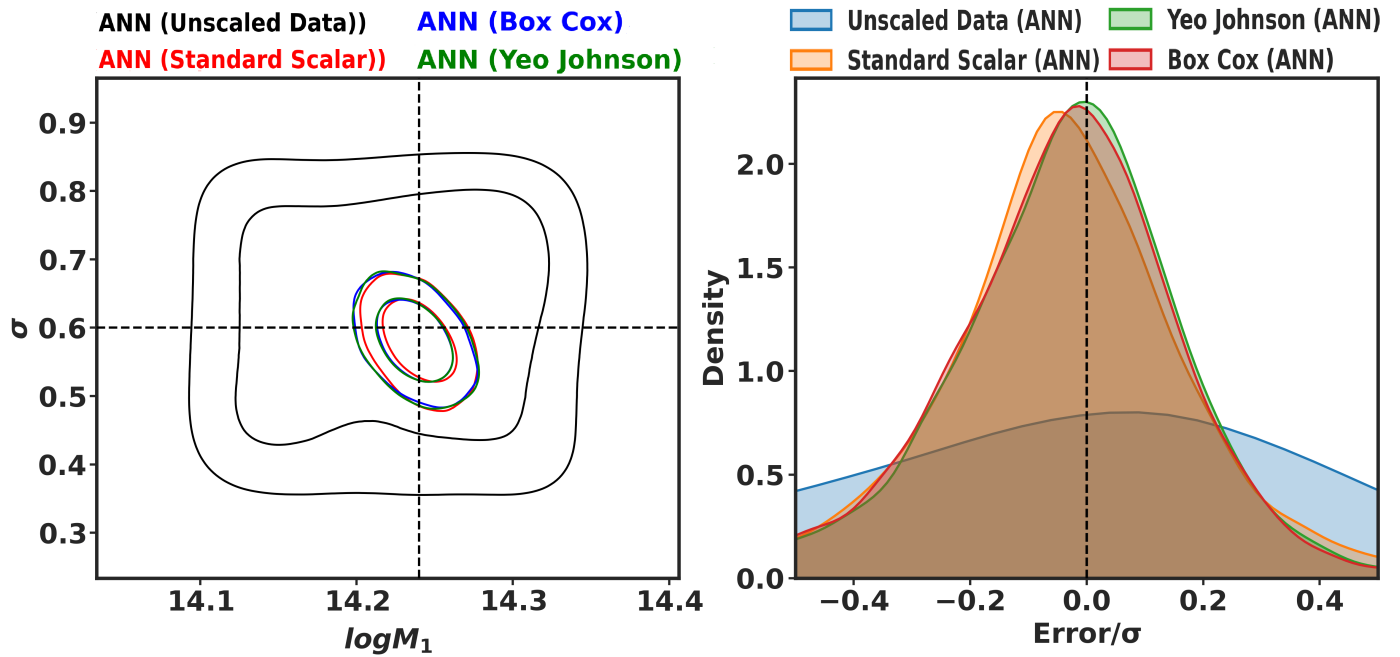 ANN (Unscaled Data)) ANN (Box Cox)
ANN (Standard Scalar)) ANN (Yeo Johnson)
0.9
0.8
0.7
0.6
0.5
0.4
0.3
σ
14.1 14.2 14.3 14.4
logM₁
Unscaled Data (ANN) Yeo Johnson (ANN)
Standard Scalar (ANN) Box Cox (ANN)
2.0
1.5
1.0
0.5
0.0
Density
−0.4 −0.2 0.0 0.2 0.4
Error/σ